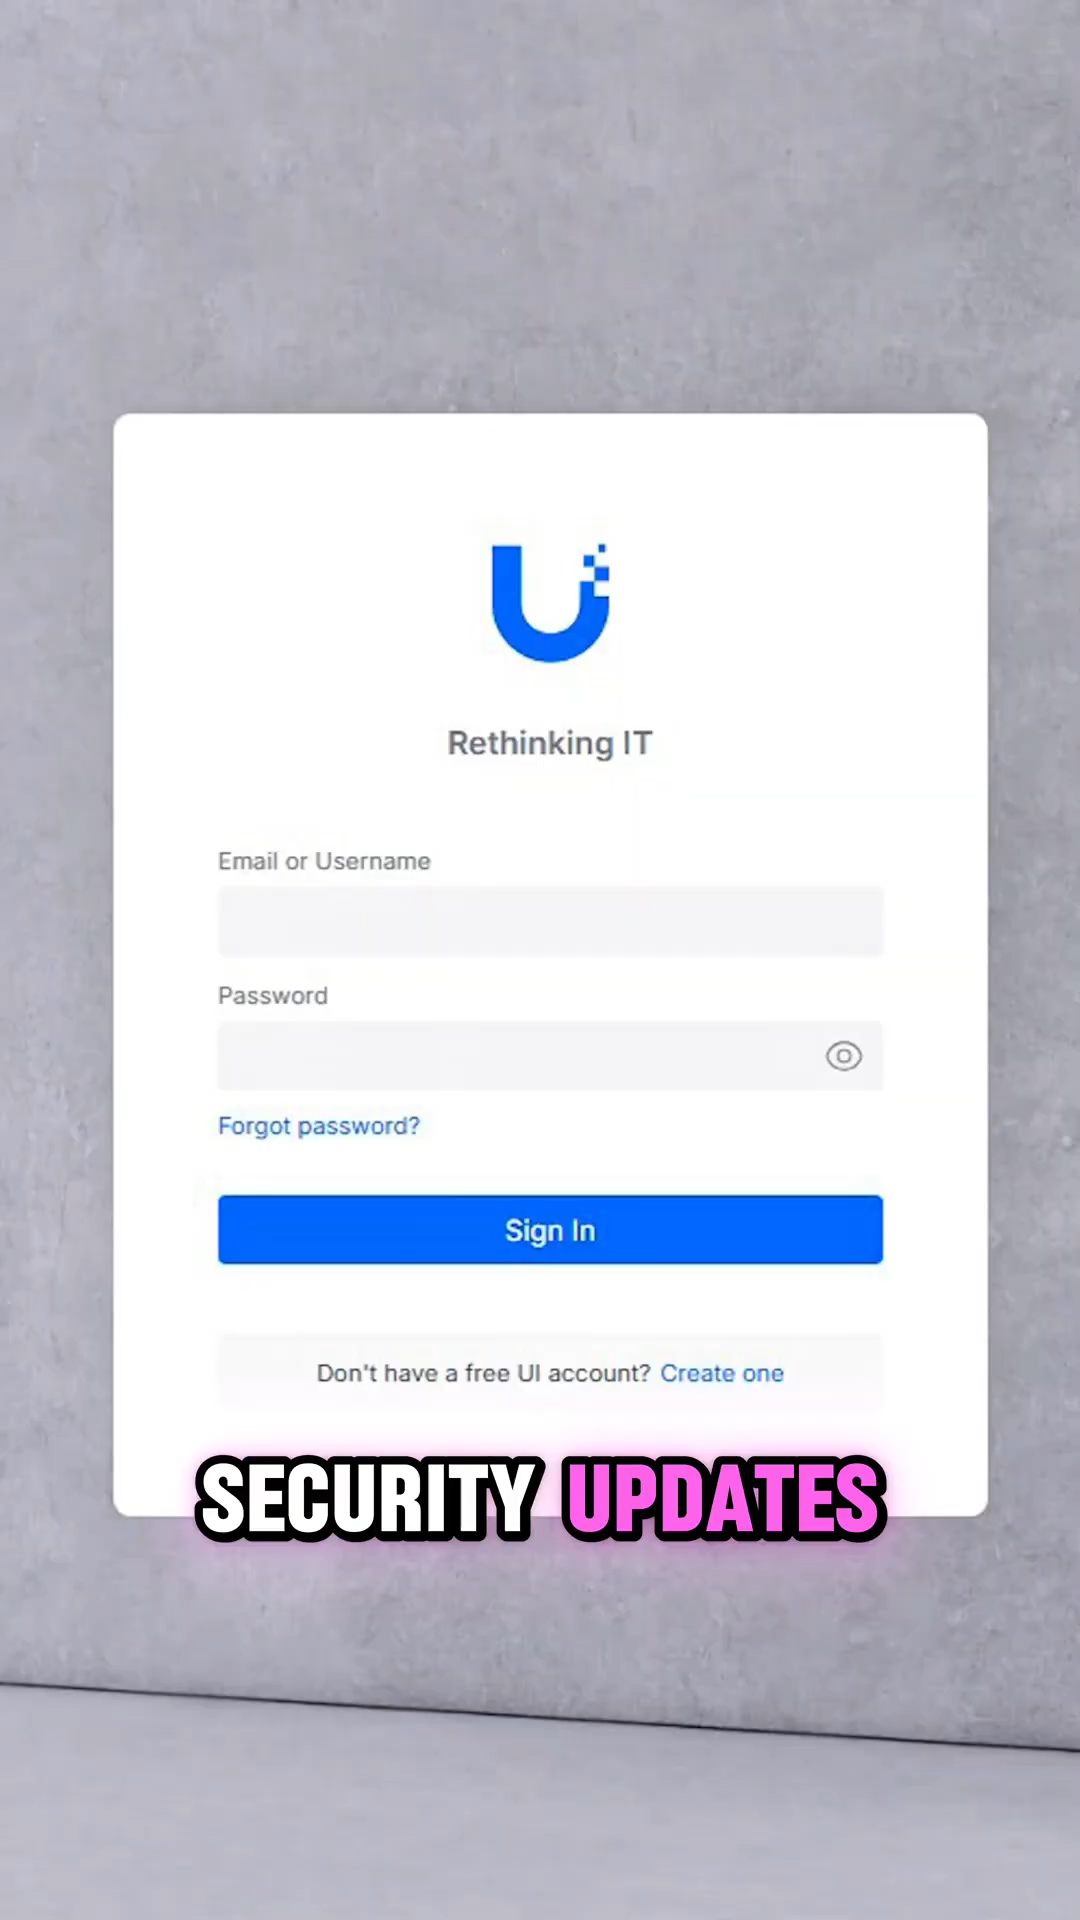 Rethinking IT
Email or Username
Password
Forgot password?
Sign In
Don't have a free UI account? Create one
SECURITY UPDATES